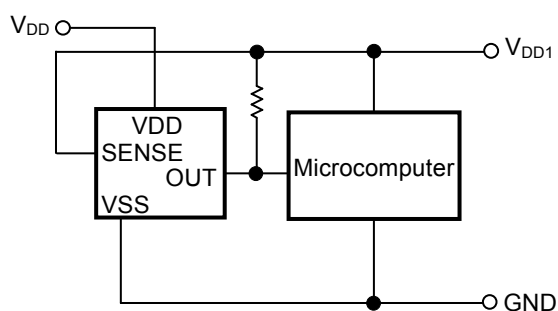 VDD
VDD1
VDD
SENSE
OUT
VSS
Microcomputer
GND